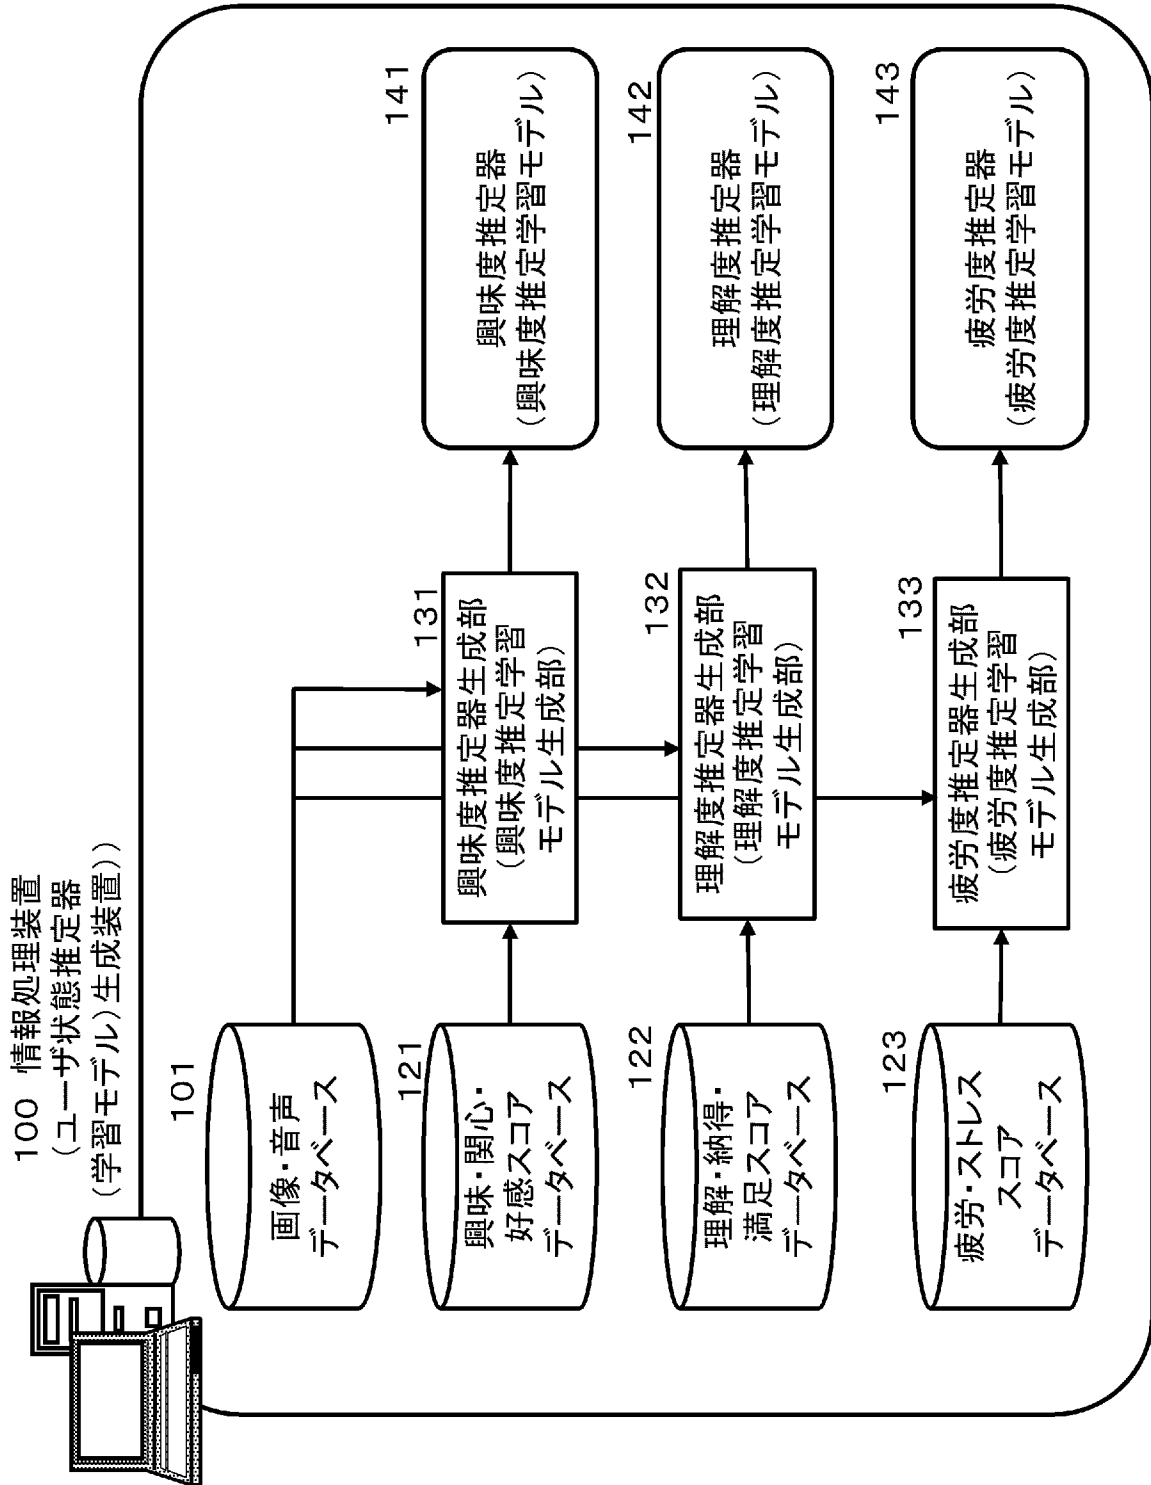 100 情報処理装置
(ユーザ状態推定器
(学習モデル)生成装置))
101
画像・音声
データベース
121
興味・関心・
好感スコア
データベース
131
興味度推定器生成部
(興味度推定学習
モデル生成部)
141
興味度推定器
(興味度推定学習モデル)
122
理解・納得・
満足スコア
データベース
132
理解度推定器生成部
(理解度推定学習
モデル生成部)
142
理解度推定器
(理解度推定学習モデル)
123
疲労・ストレス
スコア
データベース
133
疲労度推定器生成部
(疲労度推定学習
モデル生成部)
143
疲労度推定器
(疲労度推定学習モデル)